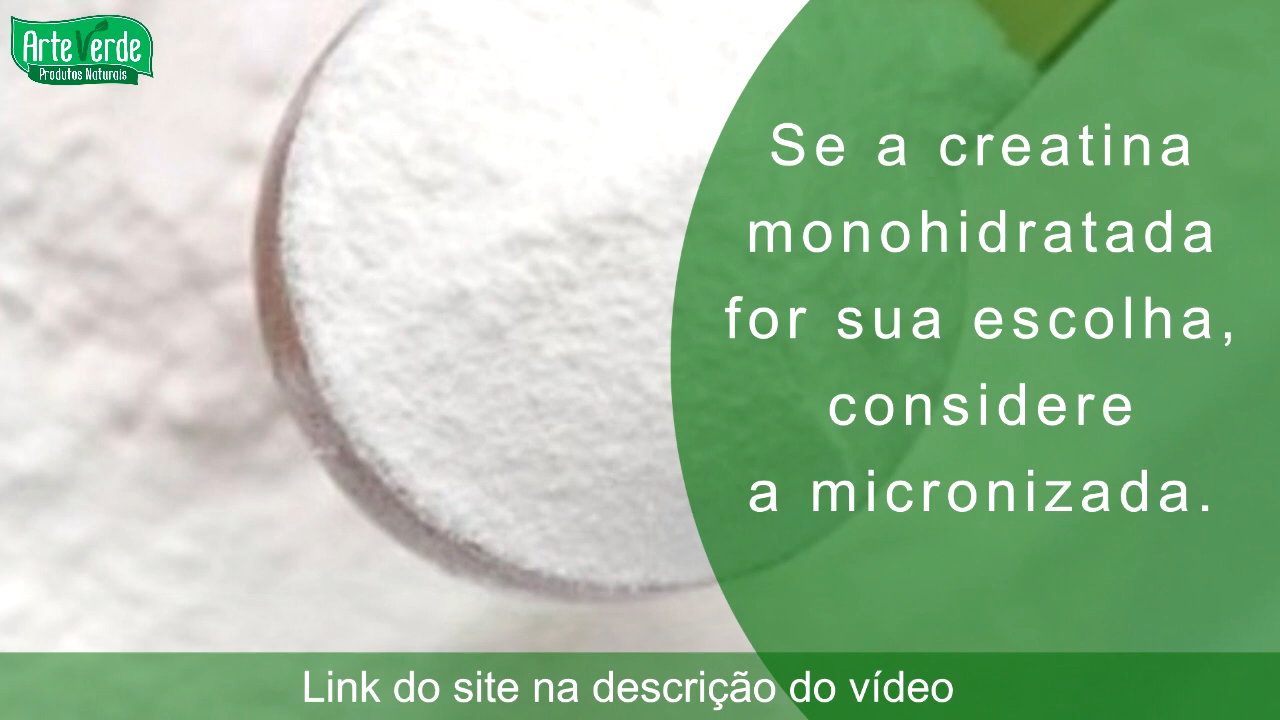 Arte Verde
Produtos Naturais
Se a creatina
monohidratada
for sua escolha,
considere
a micronizada.
Link do site na descrição do vídeo